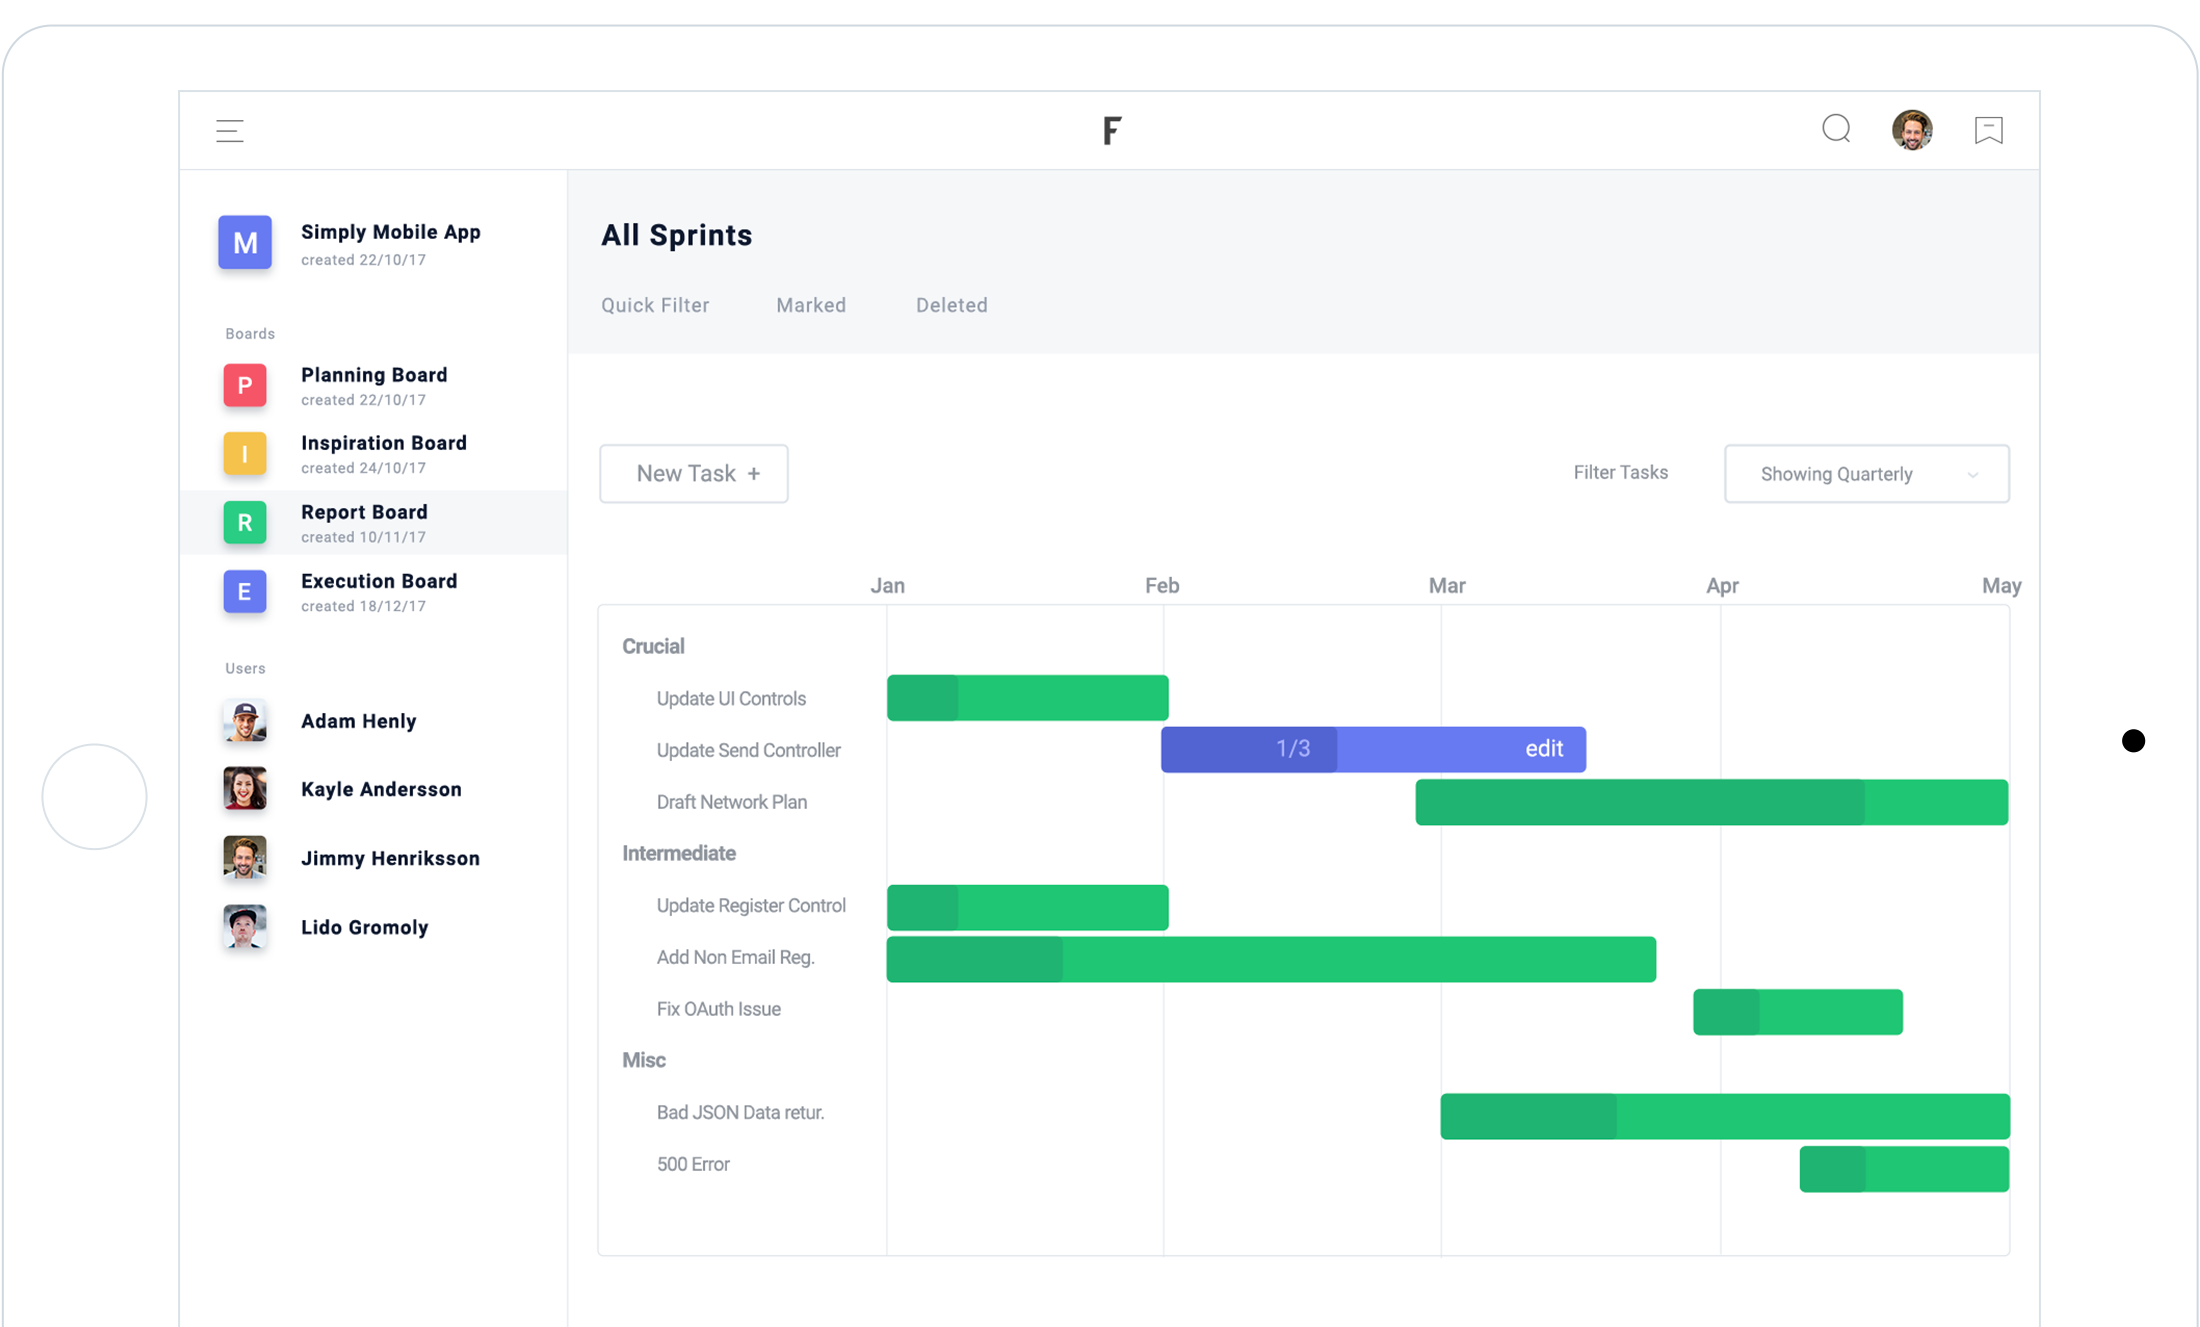 F
M
Simply Mobile App
created 22/10/17
Boards
P
Planning Board
created 22/10/17
I
Inspiration Board
created 24/10/17
R
Report Board
created 10/11/17
E
Execution Board
created 18/12/17
Users
Adam Henly
Kayle Andersson
Jimmy Henriksson
Lido Gromoly
All Sprints
Quick Filter Marked Deleted
New Task +
Filter Tasks Showing Quarterly
Jan Feb Mar Apr May
Crucial
Update UI Controls
Update Send Controller 1/3 edit
Draft Network Plan
Intermediate
Update Register Control
Add Non Email Reg.
Fix OAuth Issue
Misc
Bad JSON Data retur.
500 Error